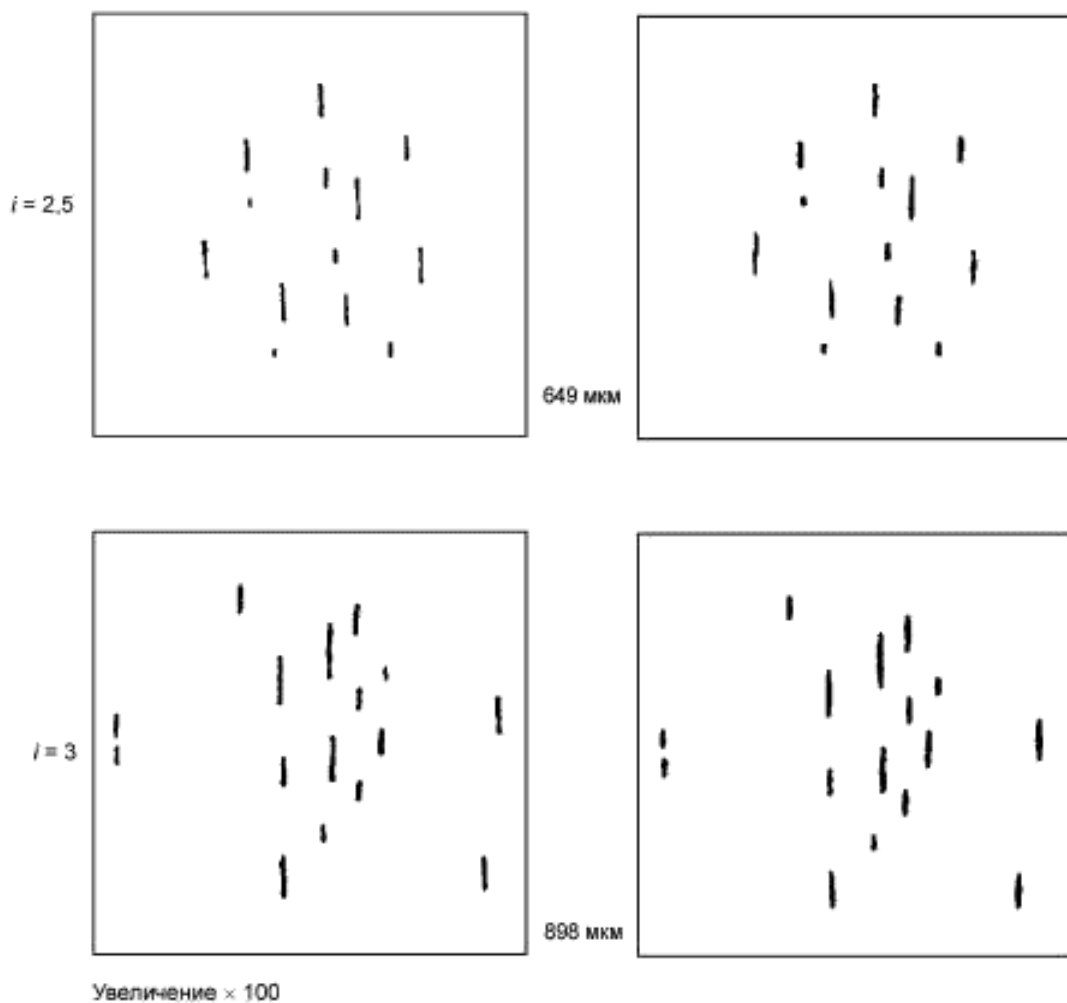 i = 2,5
649 мкм
i = 3
898 мкм
Увеличение × 100